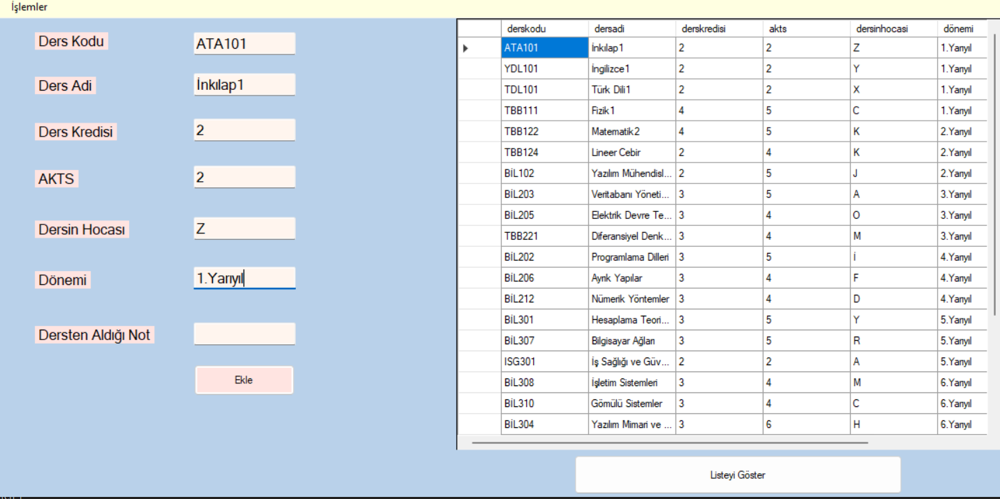 İşlemler
Ders Kodu ATA101
Ders Adi İnkılap1
Ders Kredisi 2
AKTS 2
Dersin Hocası Z
Dönemi 1.Yarıyıl
Dersten Aldığı Not
Ekle
derskodu dersadi derskredisi akts dersinhocasi dönemi
ATA101 İnkılap1 2 2 Z 1.Yarıyıl
YDL101 İngilizce1 2 2 Y 1.Yarıyıl
TDL101 Türk Dili1 2 2 X 1.Yarıyıl
TBB111 Fizik1 4 5 C 1.Yarıyıl
TBB122 Matematik2 4 5 K 2.Yarıyıl
TBB124 Lineer Cebir 2 4 K 2.Yarıyıl
BİL102 Yazılım Mühendisl... 2 5 J 2.Yarıyıl
BİL203 Veritabanı Yöneti... 3 5 A 3.Yarıyıl
BİL205 Elektrik Devre Te... 3 4 O 3.Yarıyıl
TBB221 Diferansiyel Denk... 3 4 M 3.Yarıyıl
BİL202 Programlama Dilleri 3 5 İ 4.Yarıyıl
BİL206 Ayrık Yapılar 3 4 F 4.Yarıyıl
BİL212 Nümerik Yöntemler 3 4 D 4.Yarıyıl
BİL301 Hesaplama Teori... 3 5 Y 5.Yarıyıl
BİL307 Bilgisayar Ağları 3 5 R 5.Yarıyıl
ISG301 İş Sağlığı ve Güv... 2 2 A 5.Yarıyıl
BİL308 İşletim Sistemleri 3 4 M 6.Yarıyıl
BİL310 Gömülü Sistemler 3 4 C 6.Yarıyıl
BİL304 Yazılım Mimari ve ... 3 6 H 6.Yarıyıl
Listeyi Göster